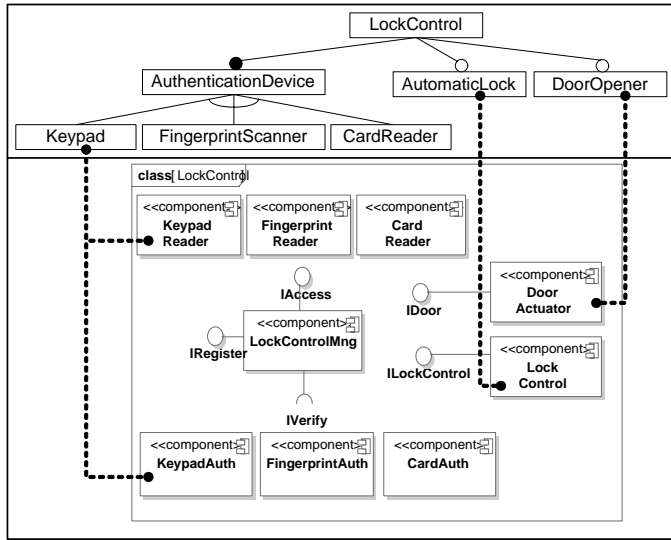 LockControl
AuthenticationDevice
AutomaticLock
DoorOpener
Keypad
FingerprintScanner
CardReader
class[ LockControl]
<<component>>
Keypad
Reader
<<component>>
Fingerprint
Reader
<<component>>
Card
Reader
IAccess
<<component>>
LockControlMng
IRegister
IVerify
IDoor
<<component>>
Door
Actuator
ILockControl
<<component>>
Lock
Control
<<component>>
KeypadAuth
<<component>>
FingerprintAuth
<<component>>
CardAuth